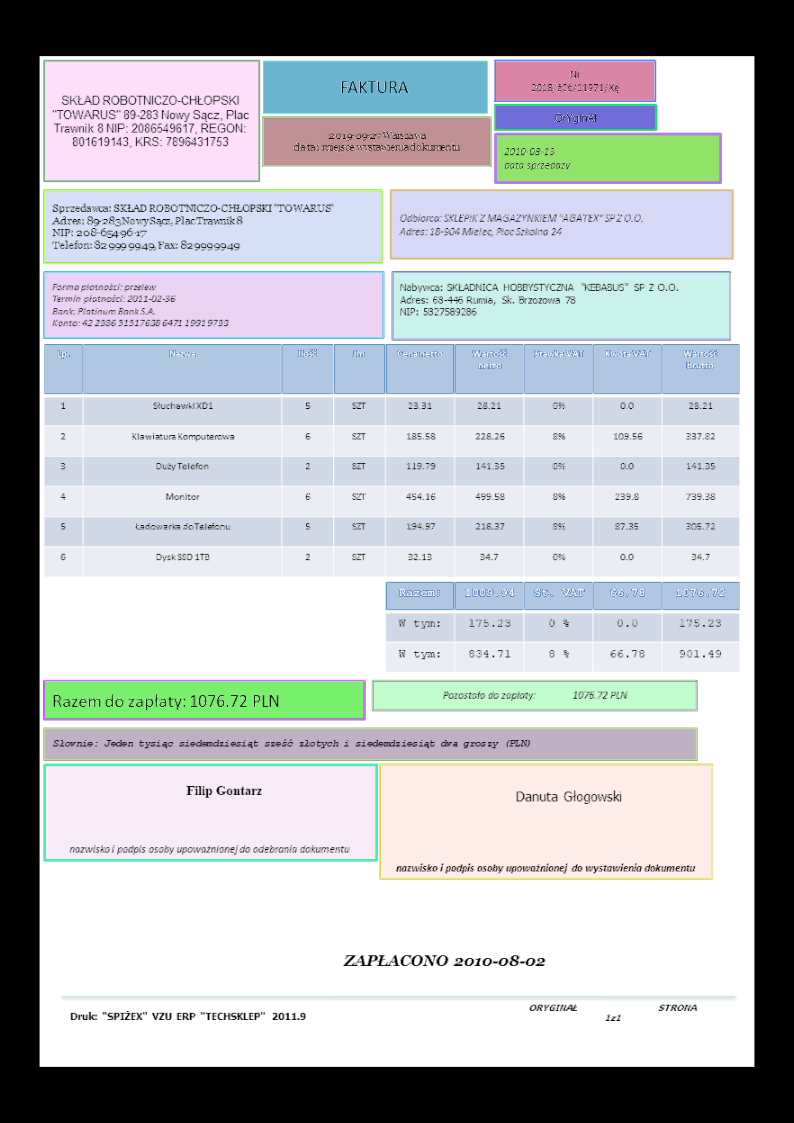 SKŁAD ROBOTNICZO-CHŁOPSKI
"TOWARUS" 89-283 Nowy Sącz, Plac
Trawnik 8 NIP: 2086549617, REGON:
801619143, KRS: 7896431753
FAKTURA
2019-09-27 Warszawa
data i miejsce wystawienia dokumentu
Nr
OrYgInAł
2010-03-13
data sprzedaży
Sprzedawca: SKŁAD ROBOTNICZO-CHŁOPSKI "TOWARUS"
Adres: 89-283 Nowy Sącz, Plac Trawnik 8
NIP: 208-654-96-17
Telefon: 82 999 9949, Fax: 829999949
Odbiorca: SKLEPIK Z MAGAZYNKIEM "AGATEX" SP Z O.O.
Adres: 18-904 Mielec, Plac Szkolna 24
Forma płatności: przelew
Termin płatności: 2011-02-36
Bank: Platinum Bank S.A.
Konto: 42 2386 31517638 6471 1991 9733
Nabywca: SKŁADNICA HOBBYSTYCZNA "KEBABUS" SP Z O.O.
Adres: 68-446 Rumia, Sk. Brzozowa 78
NIP: 5827589286
Lp. Nazwa Ilość Jm Cena netto Wartość netto Stawka VAT Kwota VAT Wartość brutto
1 Słuchawki XD1 5 SZT 23.31 28.21 0% 0.0 28.21
2 Klawiatura Komputerowa 6 SZT 185.58 228.26 8% 109.56 337.82
3 Duży Telefon 2 SZT 119.79 141.35 0% 0.0 141.35
4 Monitor 6 SZT 454.16 499.58 8% 239.8 739.38
5 Ładowarka do Telefonu 5 SZT 194.97 218.37 8% 87.35 305.72
6 Dysk SSD 1TB 2 SZT 32.13 34.7 0% 0.0 34.7
Razem: 1009.94 St. VAT 66.78 1076.72
W tym: 175.23 0 % 0.0 175.23
W tym: 834.71 8 % 66.78 901.49
Razem do zapłaty: 1076.72 PLN
Pozostało do zapłaty: 1076.72 PLN
Słownie: Jeden tysiąc siedemdziesiąt sześć złotych i siedemdziesiąt dwa groszy (PLN)
Filip Gontarz
nazwisko i podpis osoby upoważnionej do odebrania dokumentu
Danuta Głogowski
nazwisko i podpis osoby upoważnionej do wystawienia dokumentu
ZAPŁACONO 2010-08-02
Druk: "SPIŻEX" VZU ERP "TECHSKLEP" 2011.9
ORYGINAŁ STRONA
1z1